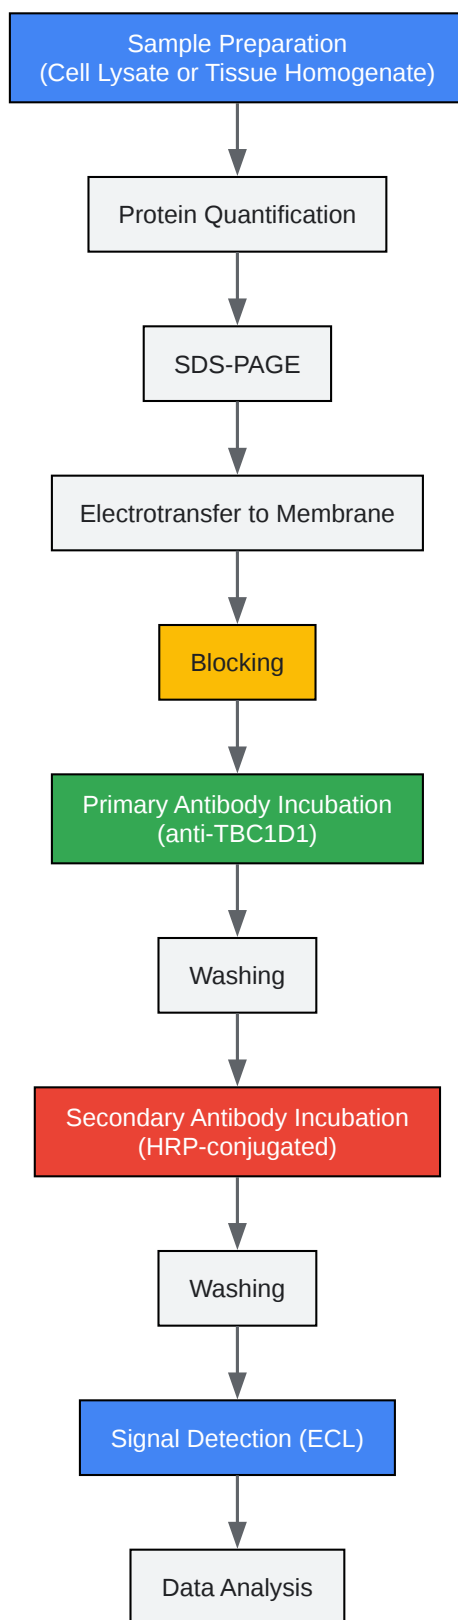 Sample Preparation
(Cell Lysate or Tissue Homogenate)
Protein Quantification
SDS-PAGE
Electrotransfer to Membrane
Blocking
Primary Antibody Incubation
(anti-TBC1D1)
Washing
Secondary Antibody Incubation
(HRP-conjugated)
Washing
Signal Detection (ECL)
Data Analysis